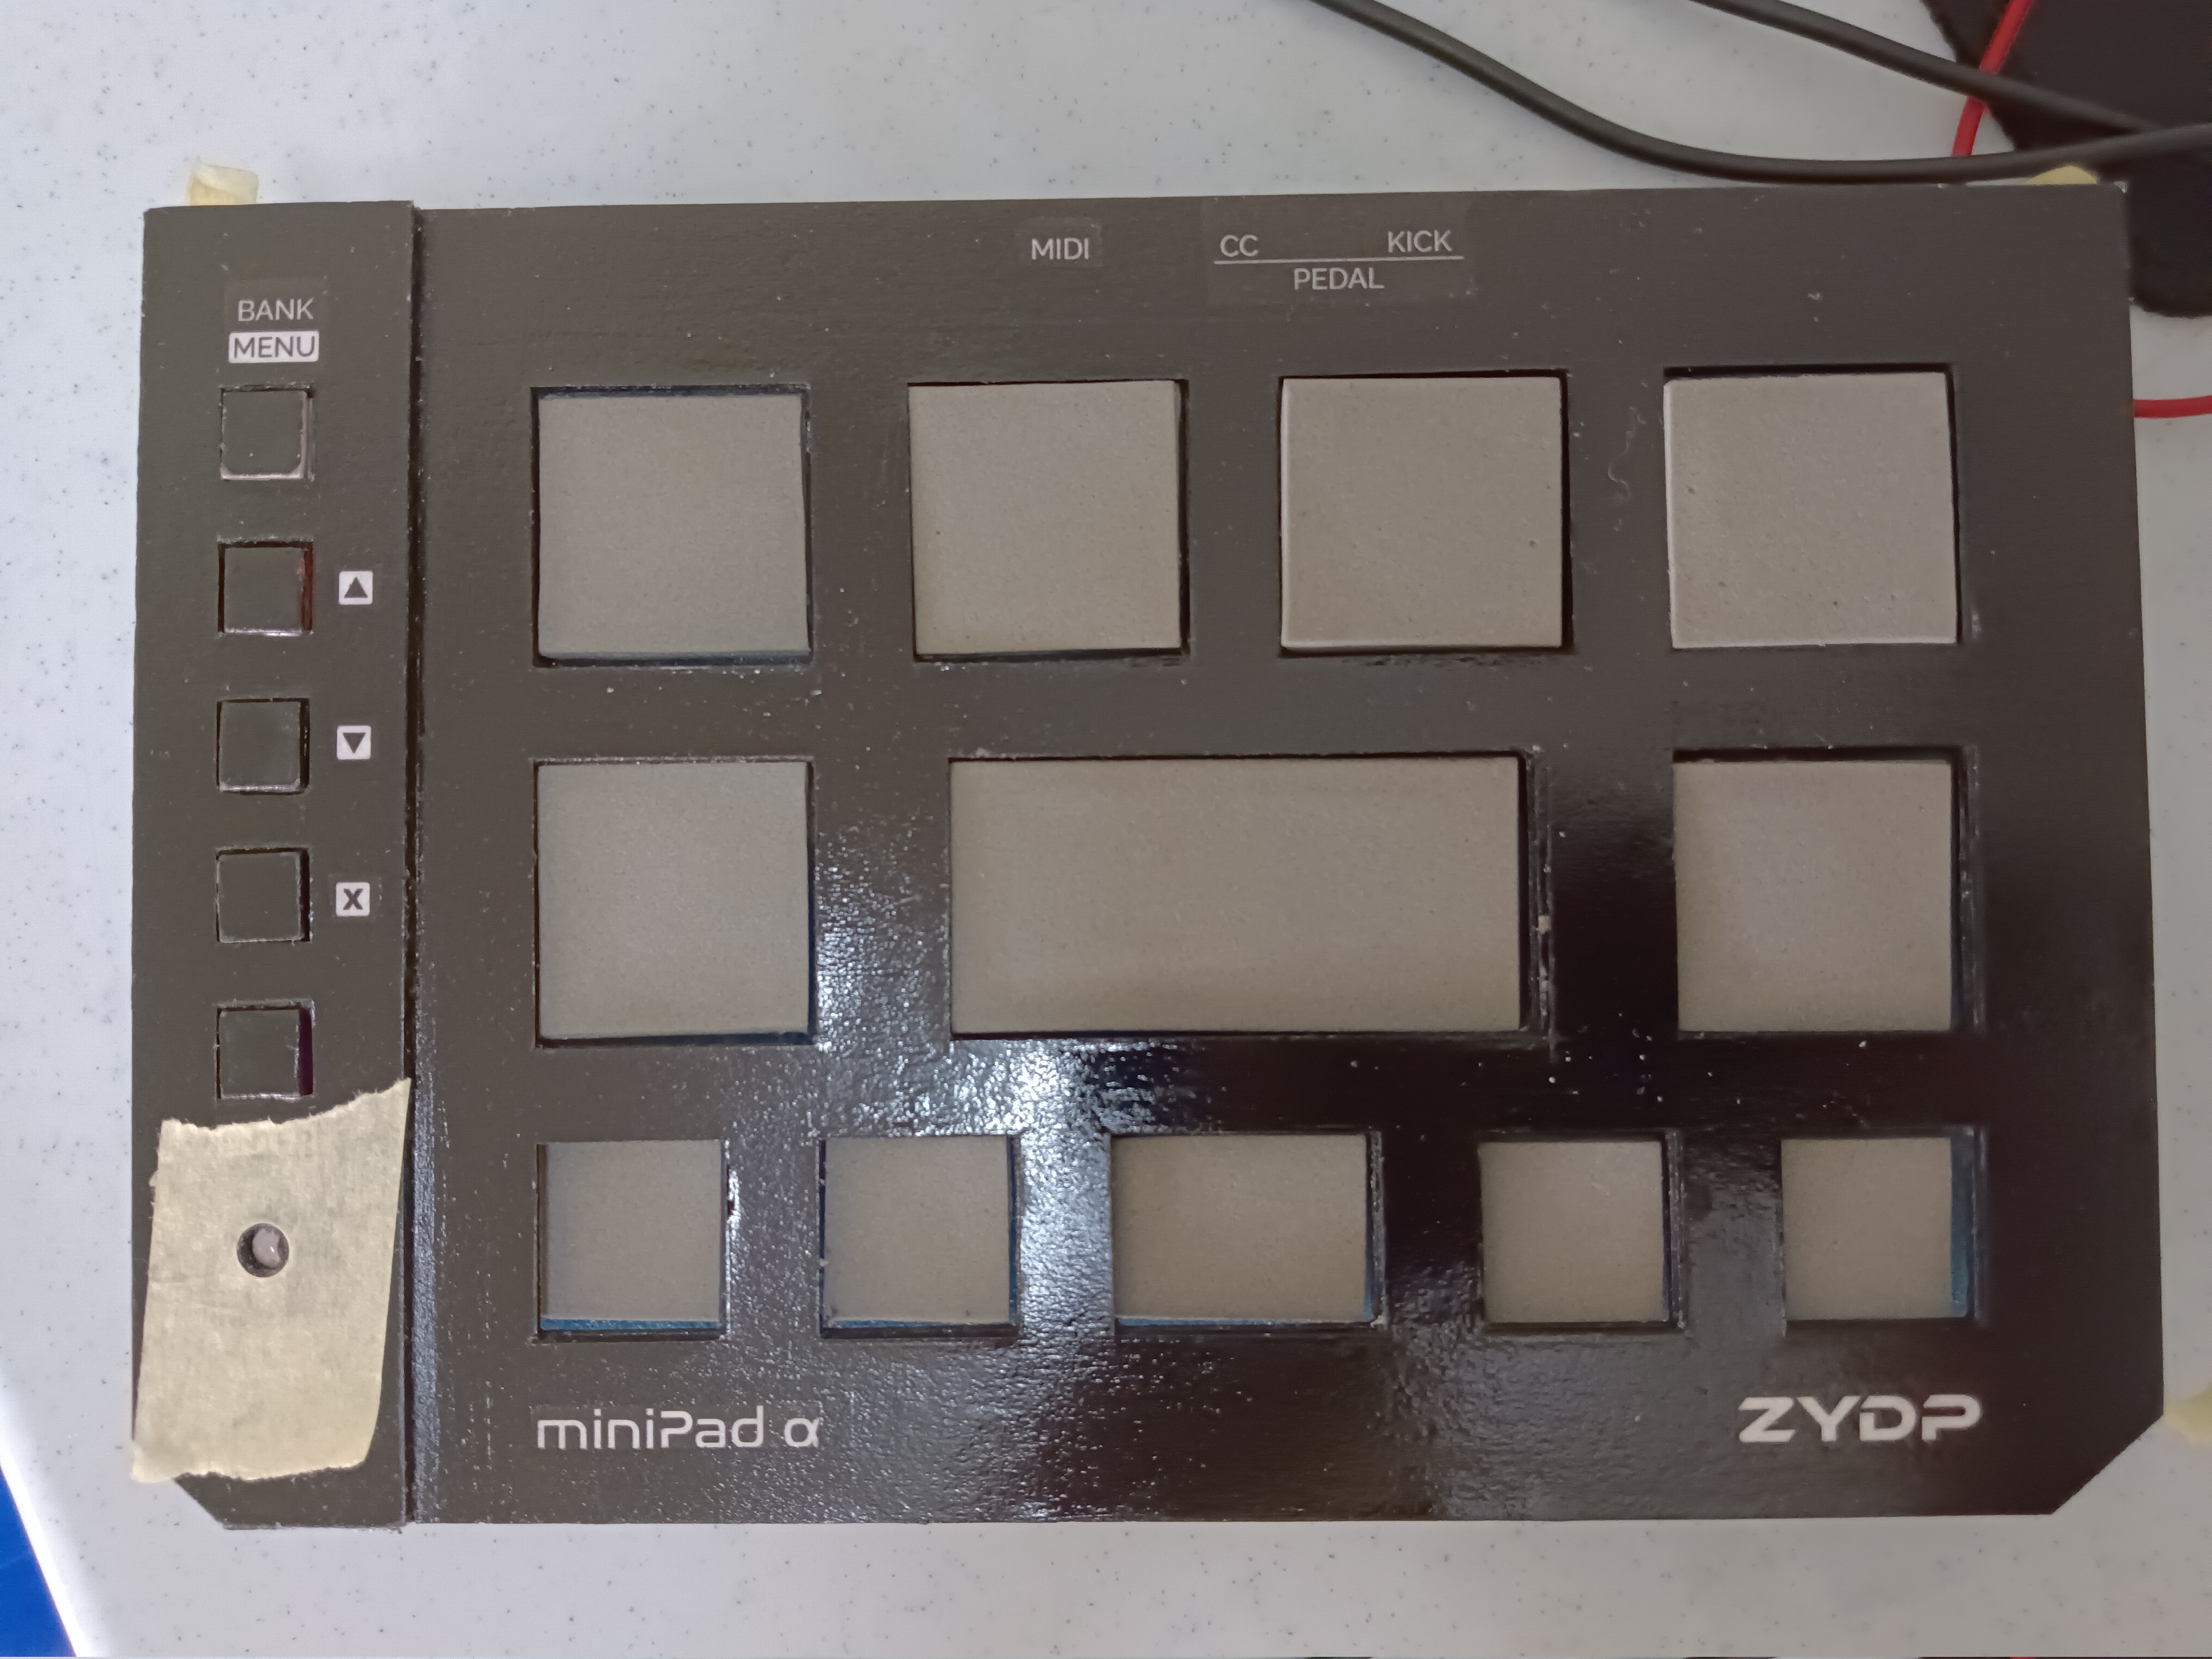 MIDI
CC KICK
PEDAL
BANK
MENU
▲
▼
X
miniPad α
ZYDP